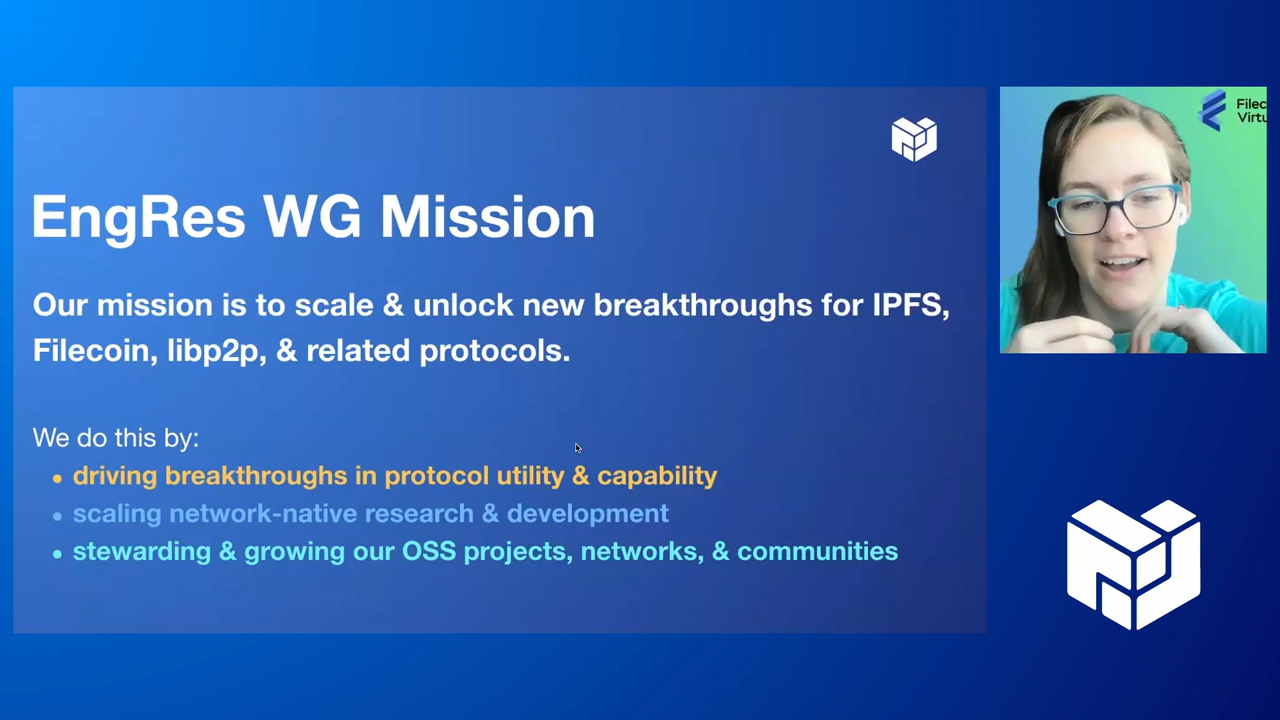 EngRes WG Mission
Our mission is to scale & unlock new breakthroughs for IPFS,
Filecoin, libp2p, & related protocols.
We do this by:
• driving breakthroughs in protocol utility & capability
• scaling network-native research & development
• stewarding & growing our OSS projects, networks, & communities
Filec
Virtu